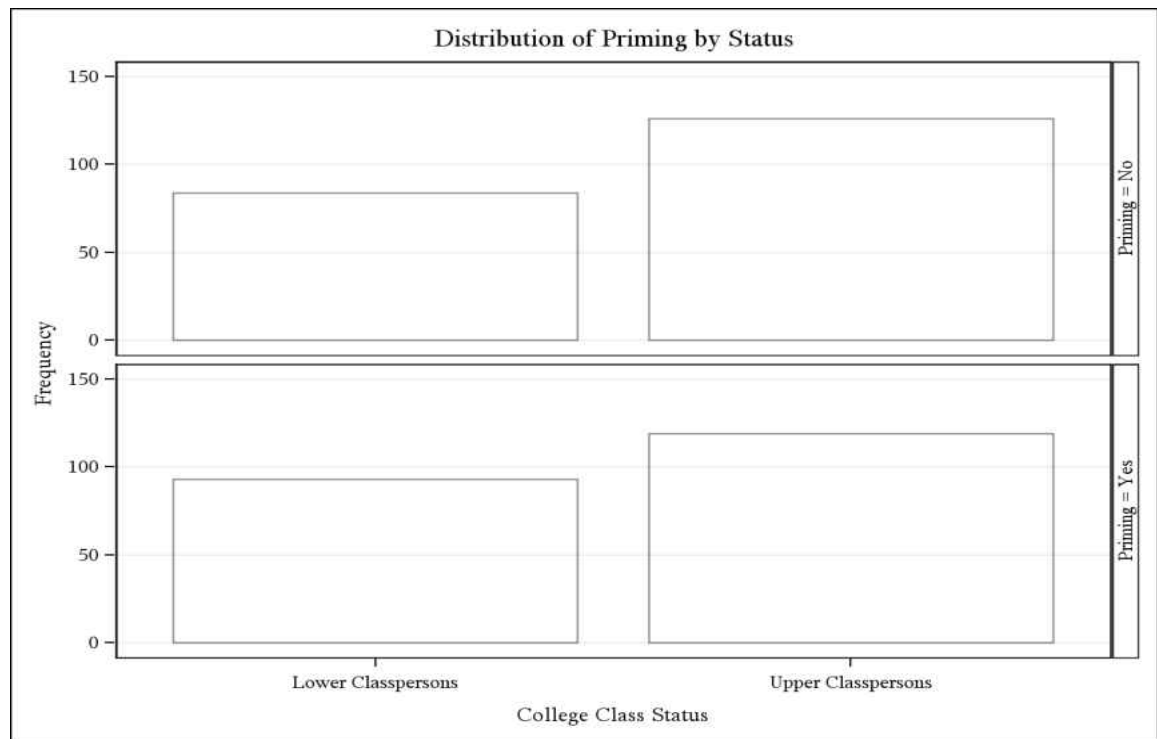 Distribution of Priming by Status
Frequency
150
100
50
0
Priming = No
150
100
50
0
Priming = Yes
Lower Classpersons
Upper Classpersons
College Class Status